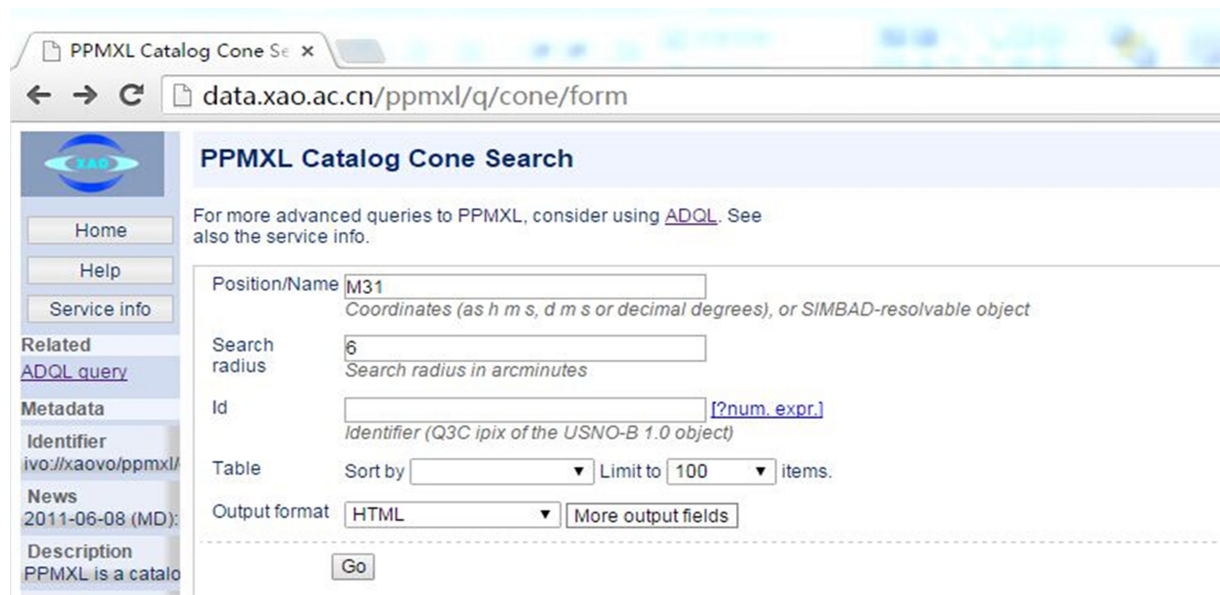 PPMXL Catalog Cone Se
data.xao.ac.cn/ppmxl/q/cone/form
XAO
Home
Help
Service info
Related
ADQL query
Metadata
Identifier
ivo://xaovo/ppmxl/
News
2011-06-08 (MD):
Description
PPMXL is a catalo
PPMXL Catalog Cone Search
For more advanced queries to PPMXL, consider using ADQL. See
also the service info.
Position/Name M31
Coordinates (as h m s, d m s or decimal degrees), or SIMBAD-resolvable object
Search radius 6
Search radius in arcminutes
Id [?num. expr.]
Identifier (Q3C ipix of the USNO-B 1.0 object)
Table Sort by Limit to 100 items.
Output format HTML More output fields
Go